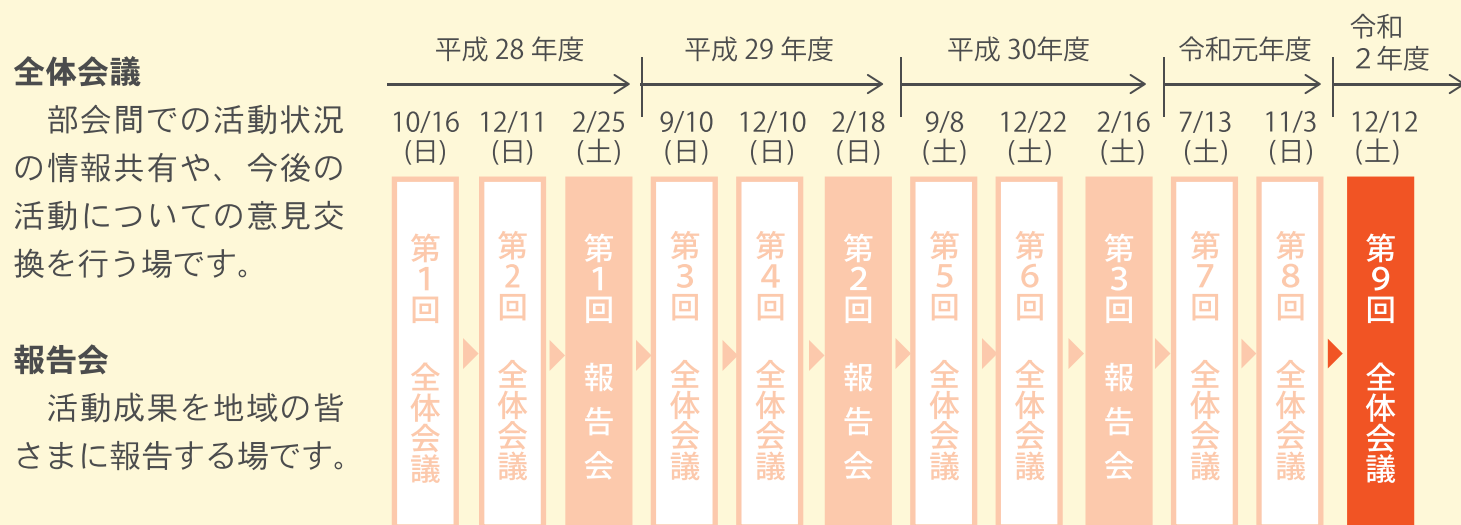 全体会議
部会間での活動状況
の情報共有や、今後の
活動についての意見交
換を行う場です。
報告会
活動成果を地域の皆
さまに報告する場です。
平成 28 年度
平成 29 年度
平成 30年度
令和元年度
令和
２年度
10/16
(日)
12/11
(日)
2/25
(土)
9/10
(日)
12/10
(日)
2/18
(日)
9/8
(土)
12/22
(土)
2/16
(土)
7/13
(土)
11/3
(日)
12/12
(土)
第1回 全体会議
第2回 全体会議
第1回 報告会
第3回 全体会議
第4回 全体会議
第2回 報告会
第5回 全体会議
第6回 全体会議
第3回 報告会
第7回 全体会議
第8回 全体会議
第9回 全体会議